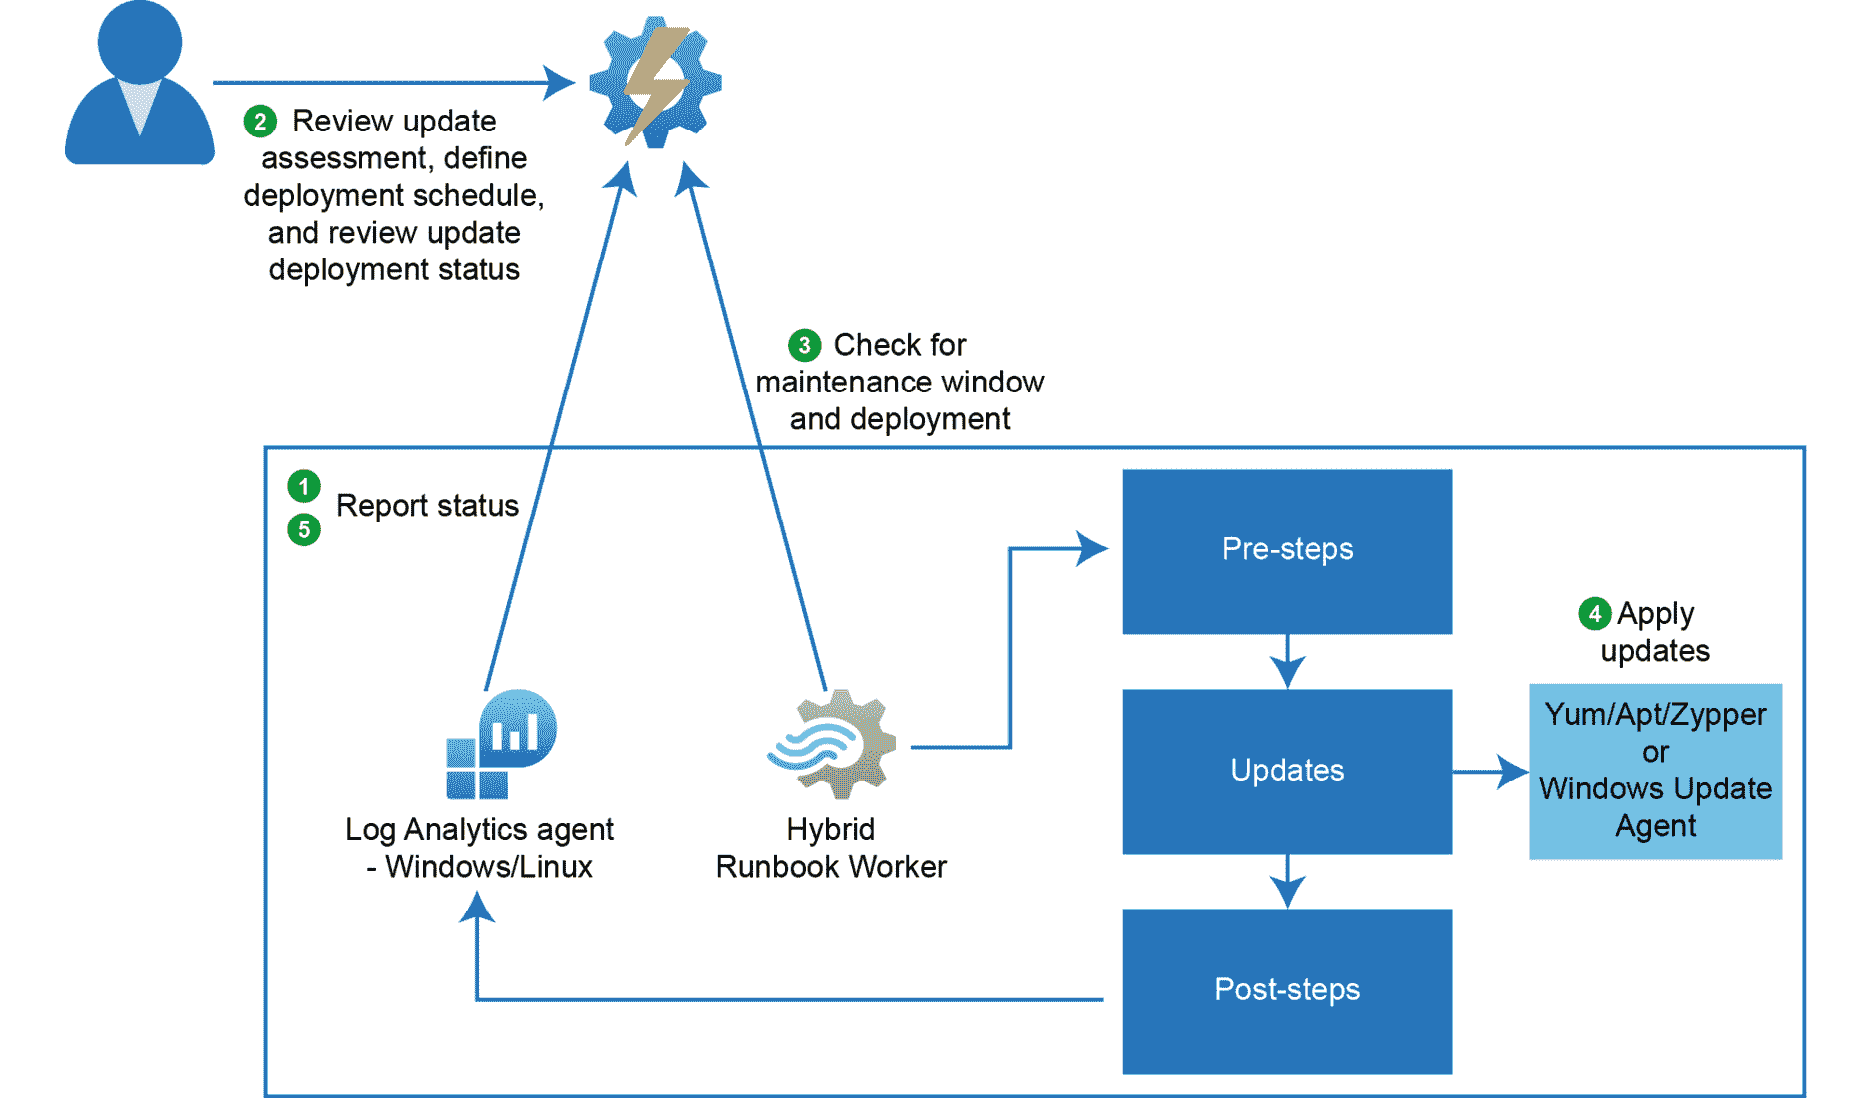 2 Review update
assessment, define
deployment schedule,
and review update
deployment status
3 Check for
maintenance window
and deployment
1
5
Report status
Pre-steps
4 Apply
updates
Updates
Yum/Apt/Zypper
or
Windows Update
Agent
Log Analytics agent
- Windows/Linux
Hybrid
Runbook Worker
Post-steps